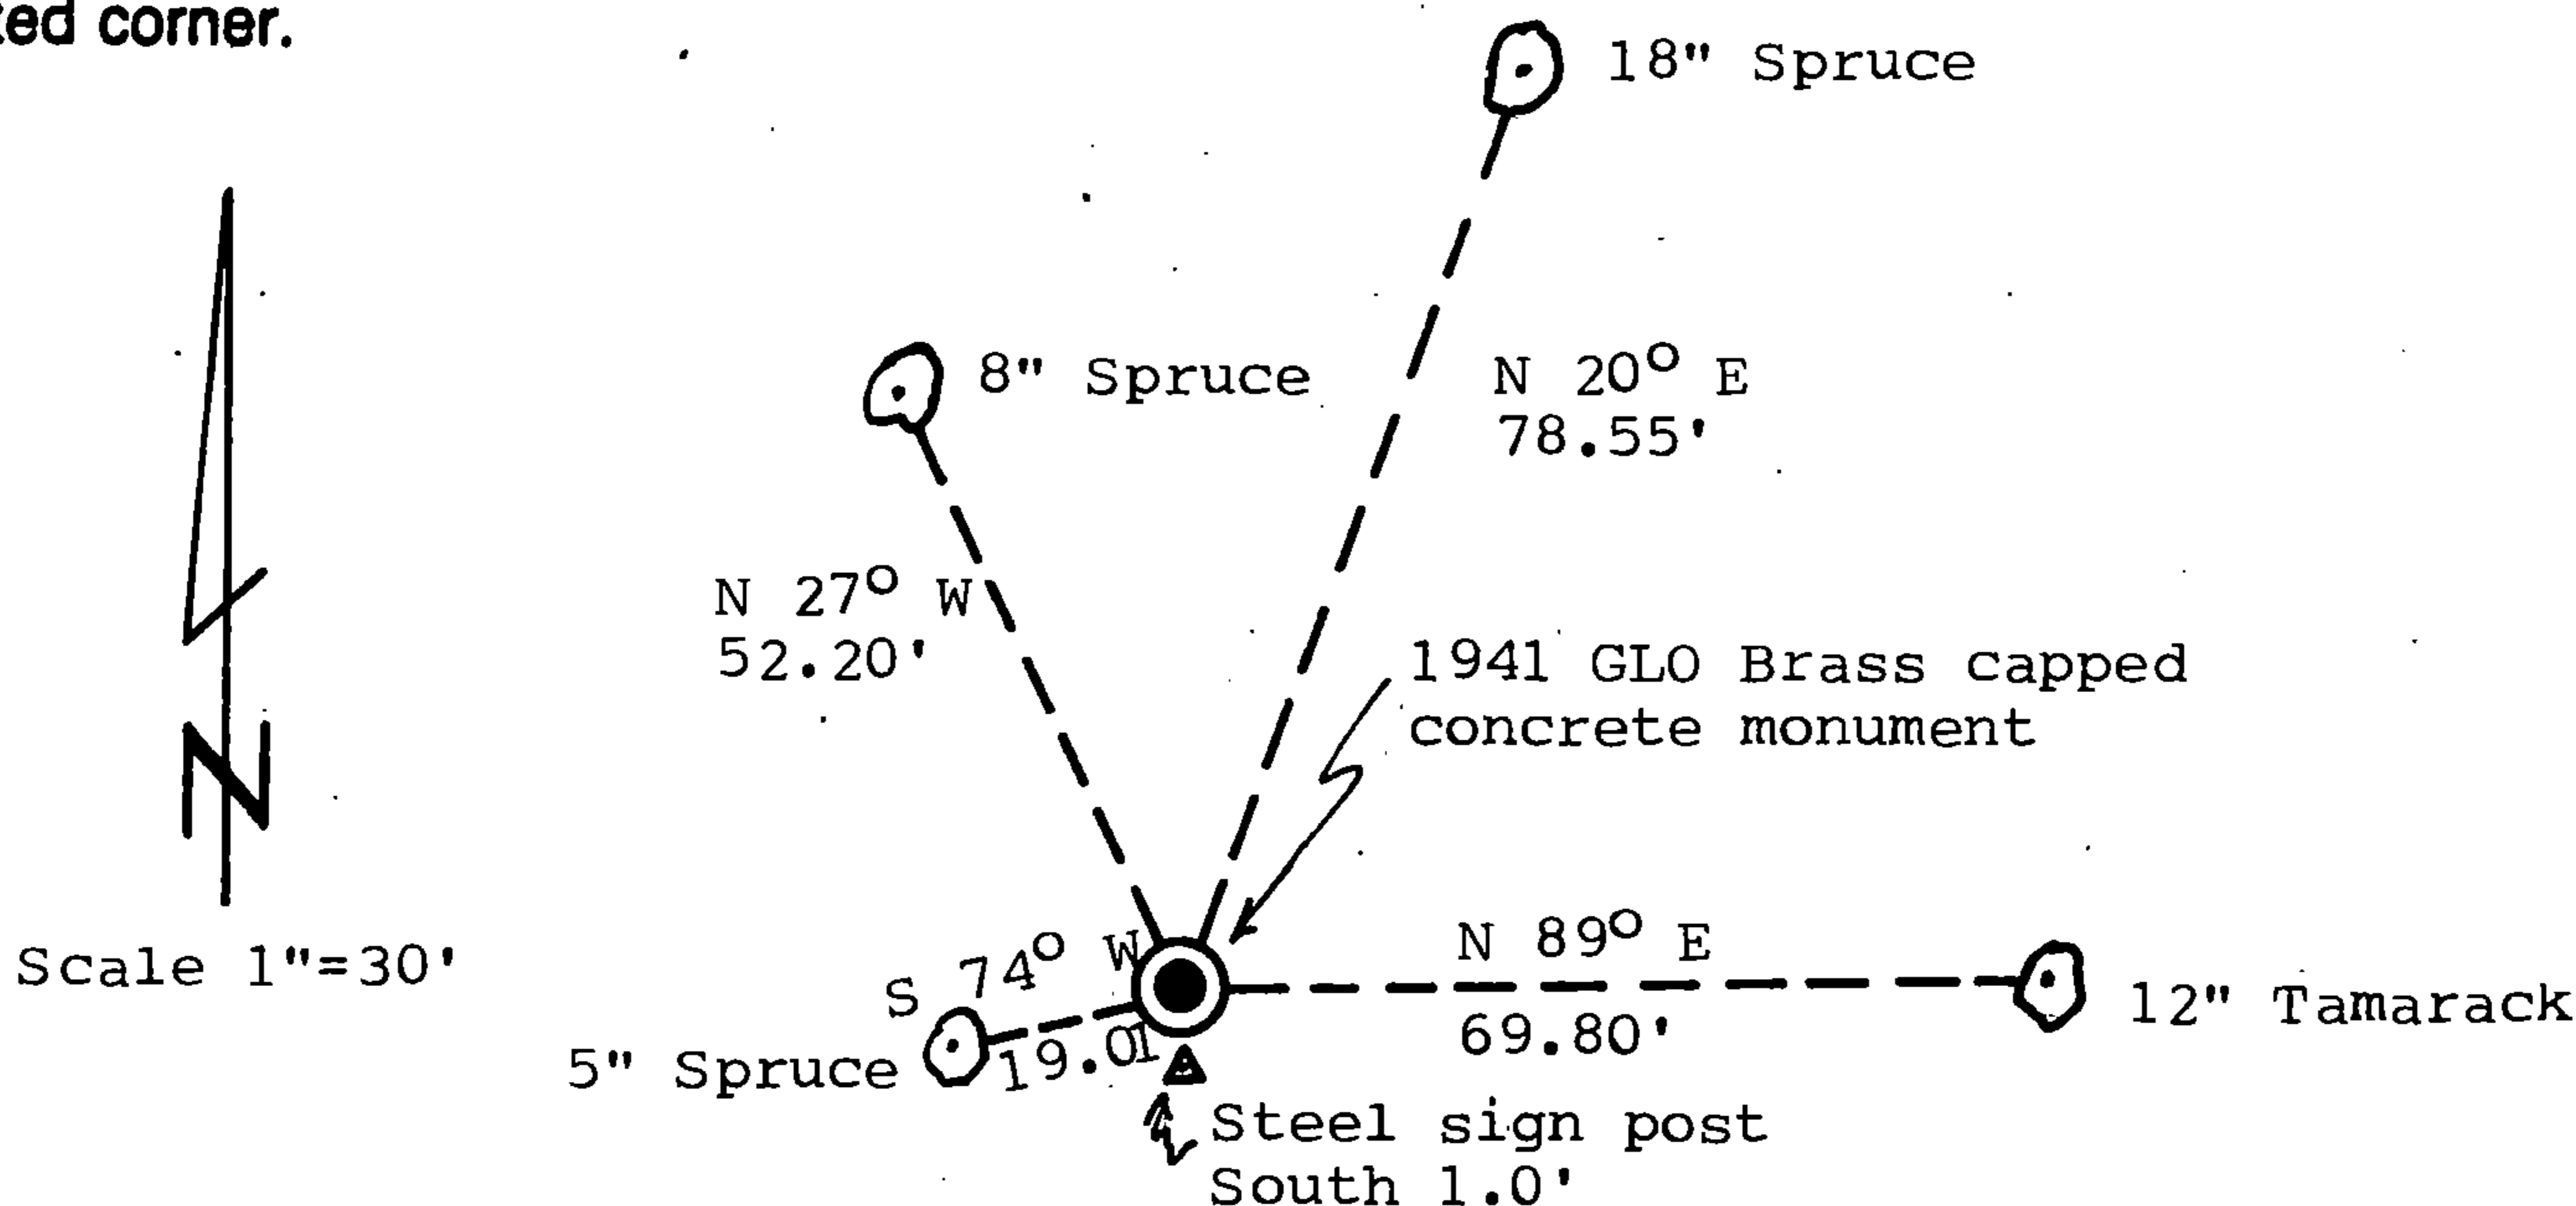 corner.
18" Spruce
8" Spruce
N 20° E
78.55'
N 27° W
52.20'
1941 GLO Brass capped
concrete monument
N
Scale 1"=30'
S 74° W
19.01
5" Spruce
N 89° E
69.80'
12" Tamarack
Steel sign post
South 1.0'